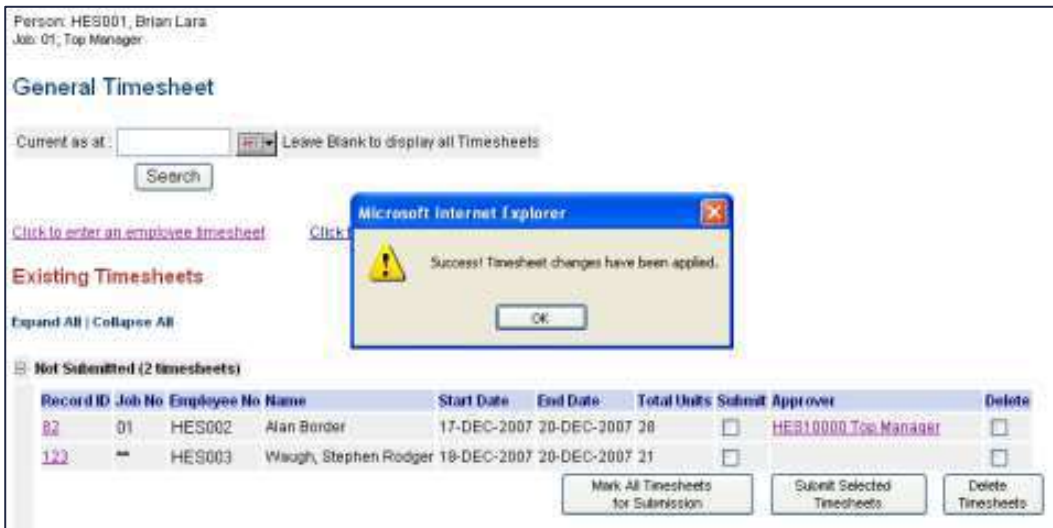 Person: HES001, Brian Lara
Job: 01, Top Manager
General Timesheet
Current as at : Leave Blank to display all Timesheets
Search
Click to enter an employee timesheet Click
Microsoft Internet Explorer
Success! Timesheet changes have been applied.
OK
Existing Timesheets
Expand All | Collapse All
Not Submitted (2 timesheets)
Record ID Job No Employee No Name Start Date End Date Total Units Submit Approver Delete
82 01 HES002 Alan Border 17-DEC-2007 20-DEC-2007 28 HES10000 Top Manager
123 ** HES003 Waugh, Stephen Rodger 18-DEC-2007 20-DEC-2007 21
Mark All Timesheets for Submission Submit Selected Timesheets Delete Timesheets